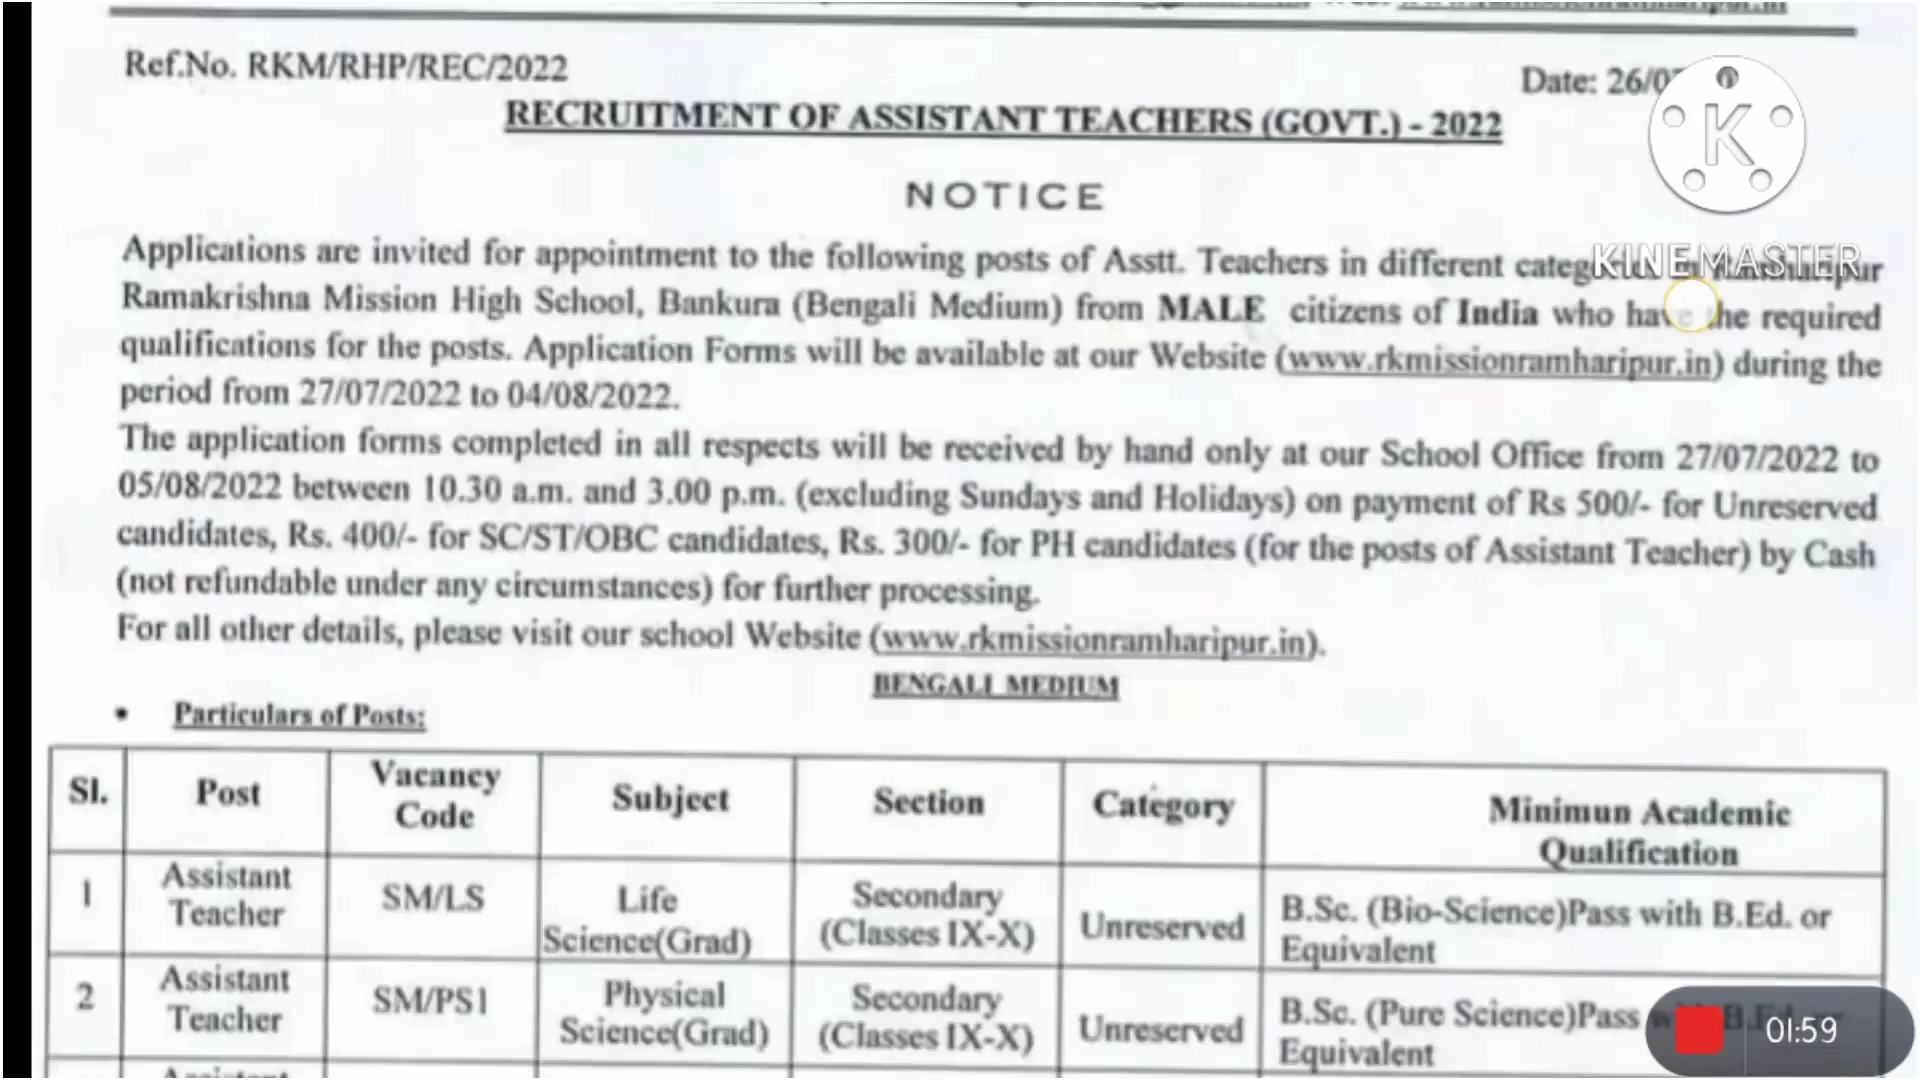 Ref.No. RKM/RHP/REC/2022
Date: 26/0
RECRUITMENT OF ASSISTANT TEACHERS (GOVT.) - 2022
NOTICE
Applications are invited for appointment to the following posts of Asstt. Teachers in different
Ramakrishna Mission High School, Bankura (Bengali Medium) from MALE citizens of India who have the required
qualifications for the posts. Application Forms will be available at our Website (www.rkmissionramharipur.in) during the
period from 27/07/2022 to 04/08/2022.
The application forms completed in all respects will be received by hand only at our School Office from 27/07/2022 to
05/08/2022 between 10.30 a.m. and 3.00 p.m. (excluding Sundays and Holidays) on payment of Rs 500/- for Unreserved
candidates, Rs. 400/- for SC/ST/OBC candidates, Rs. 300/- for PH candidates (for the posts of Assistant Teacher) by Cash
(not refundable under any circumstances) for further processing.
For all other details, please visit our school Website (www.rkmissionramharipur.in).
BENGALI MEDIUM
• Particulars of Posts:
Sl. Post Vacancy Code Subject Section Category Minimun Academic Qualification
1 Assistant Teacher SM/LS Life Science(Grad) Secondary (Classes IX-X) Unreserved B.Sc. (Bio-Science)Pass with B.Ed. or Equivalent
2 Assistant Teacher SM/PS1 Physical Science(Grad) Secondary (Classes IX-X) Unreserved B.Sc. (Pure Science)Pass Equivalent
K
KINEMASTER
01:59